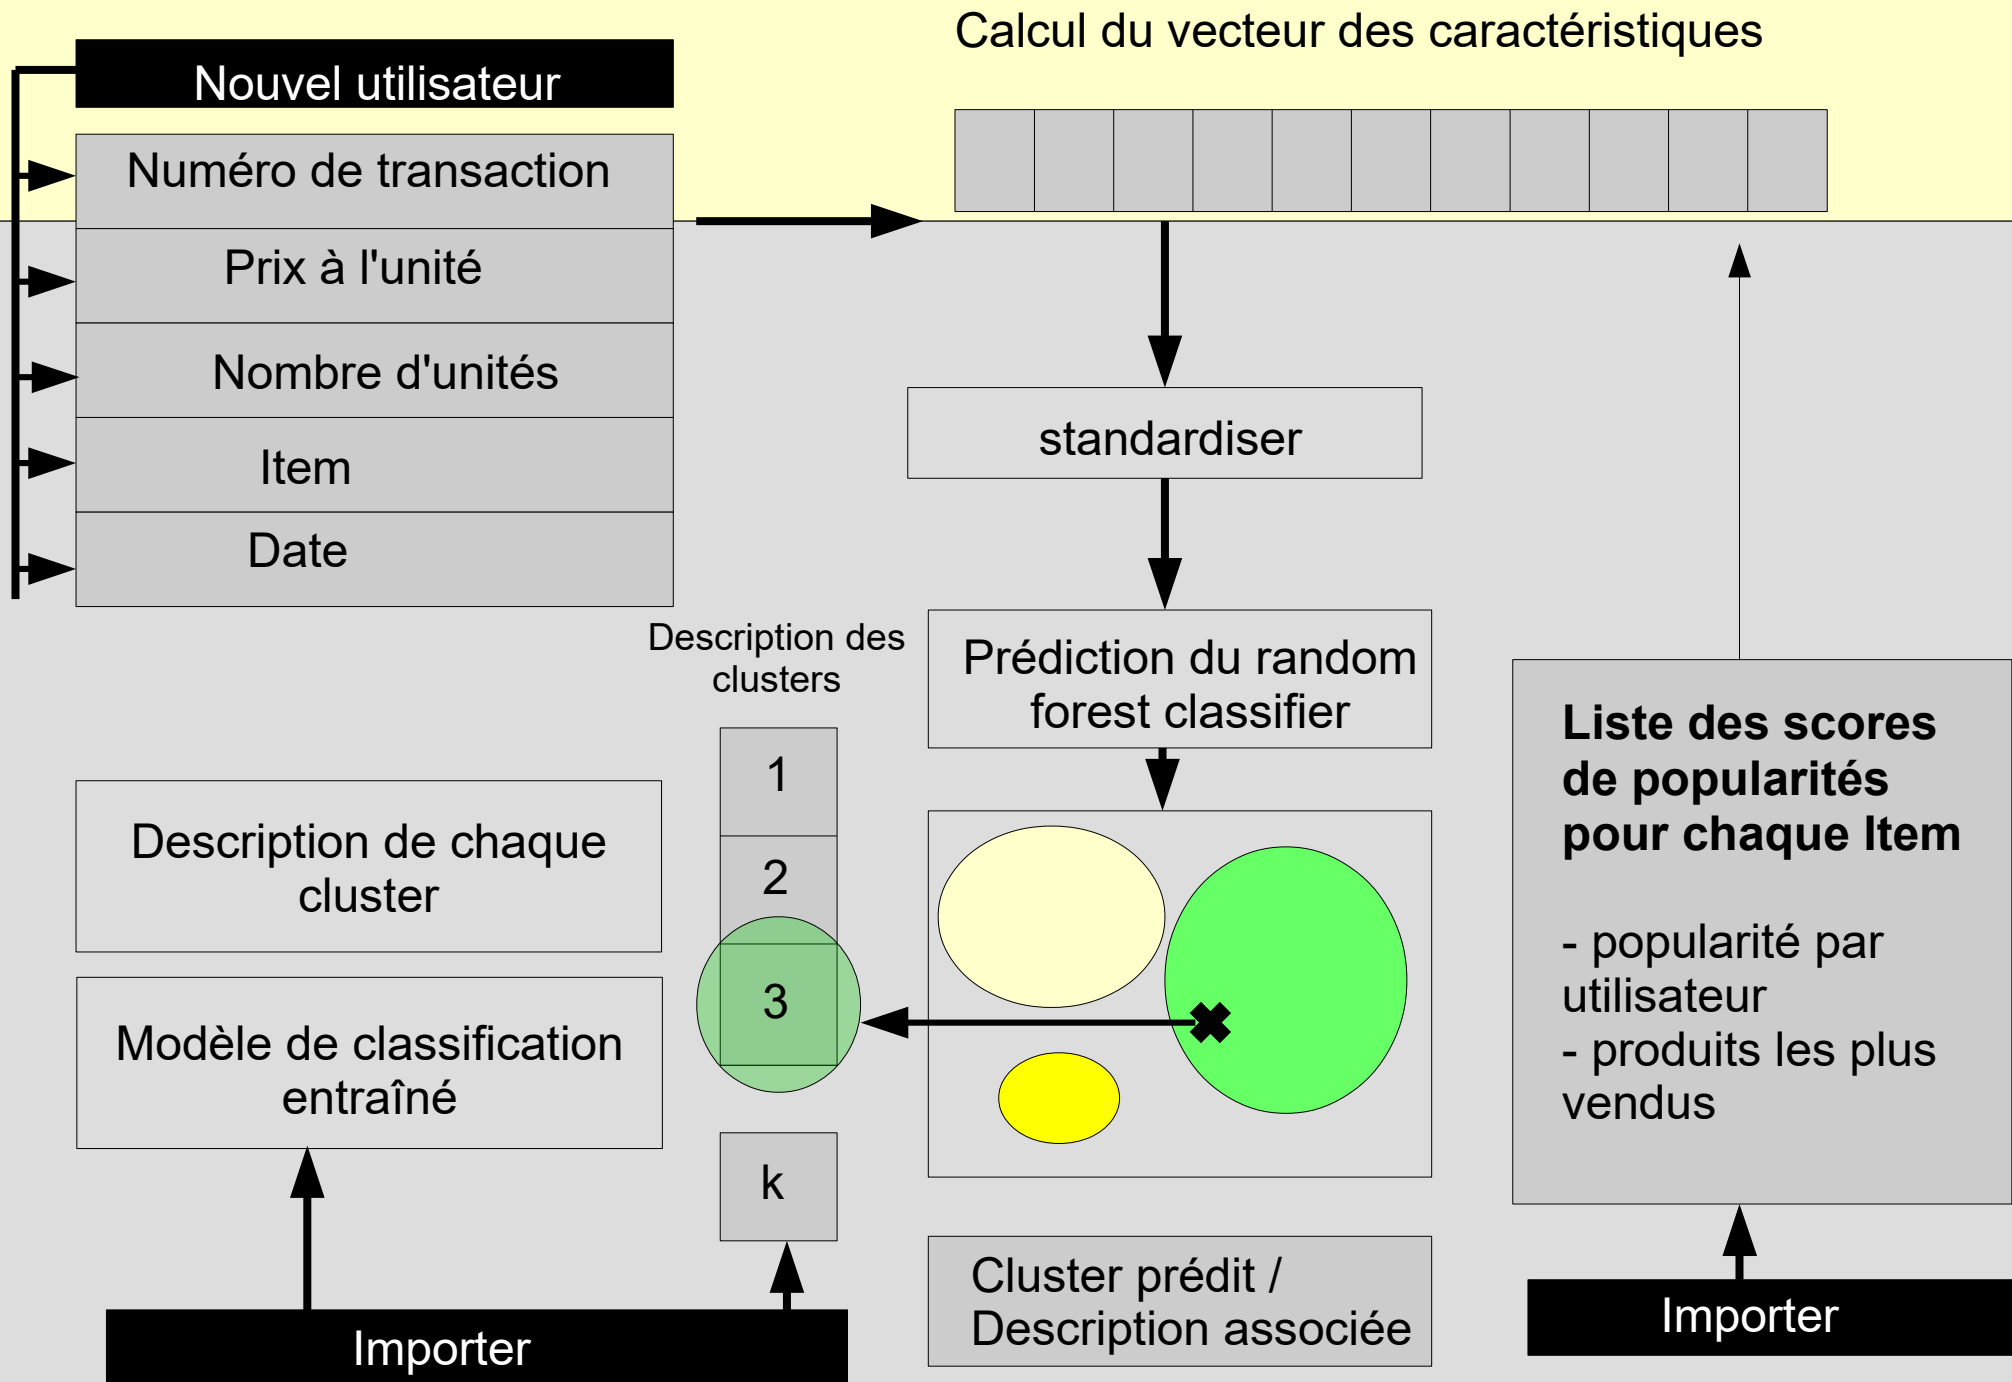 Calcul du vecteur des caractéristiques
Nouvel utilisateur
Numéro de transaction
Prix à l'unité
Nombre d'unités
Item
Date
standardiser
Description des
clusters
Prédiction du random
forest classifier
1
2
3
k
Description de chaque
cluster
Modèle de classification
entraîné
Liste des scores
de popularités
pour chaque Item
- popularité par
utilisateur
- produits les plus
vendus
Cluster prédit /
Description associée
Importer
Importer